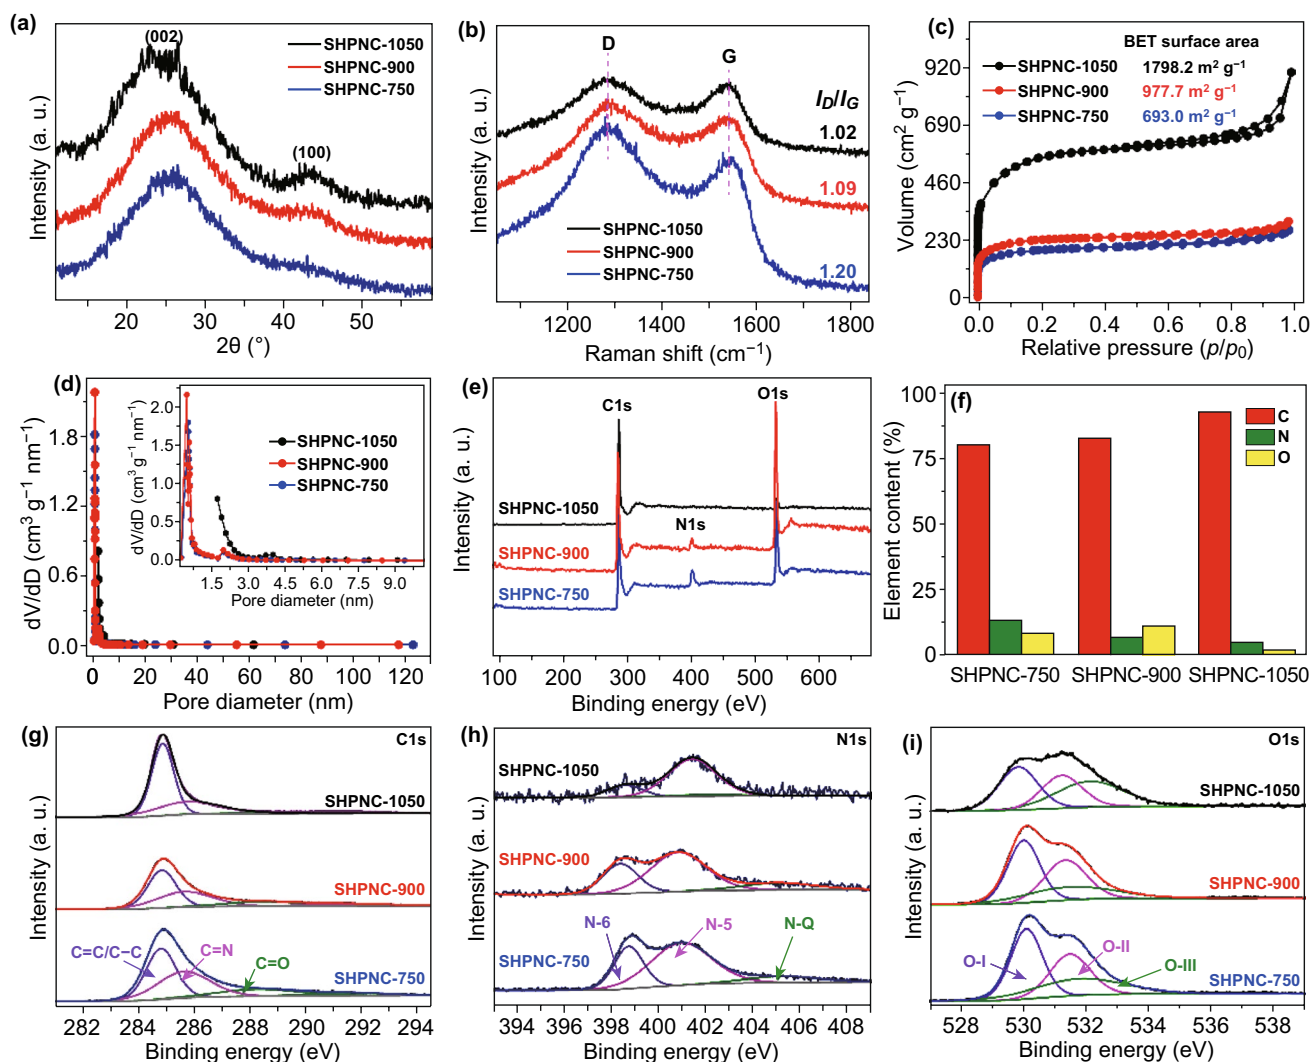 (a)
(002)
(100)
SHPNC-1050
SHPNC-900
SHPNC-750
Intensity (a. u.)
20 30 40 50
2θ (°)
(b)
D
G
I_D/I_G
1.02
1.09
1.20
SHPNC-1050
SHPNC-900
SHPNC-750
Intensity (a. u.)
1200 1400 1600 1800
Raman shift (cm⁻¹)
(c)
BET surface area
SHPNC-1050 1798.2 m² g⁻¹
SHPNC-900 977.7 m² g⁻¹
SHPNC-750 693.0 m² g⁻¹
Volume (cm² g⁻¹)
920
690
460
230
0
0.0 0.2 0.4 0.6 0.8 1.0
Relative pressure (p/p₀)
(d)
dV/dD (cm³ g⁻¹ nm⁻¹)
1.8
1.2
0.6
0.0
0 0 20 40 60 80 100 120
Pore diameter (nm)
dV/dD (cm³ g⁻¹ nm⁻¹)
2.0
1.5
1.0
0.5
0.0
1.5 3.0 4.5 6.0 7.5 9.0
Pore diameter (nm)
SHPNC-1050
SHPNC-900
SHPNC-750
(e)
C1s
O1s
N1s
SHPNC-1050
SHPNC-900
SHPNC-750
Intensity (a. u.)
100 200 300 400 500 600
Binding energy (eV)
(f)
C
N
O
Element content (%)
100
75
50
25
0
SHPNC-750 SHPNC-900 SHPNC-1050
(g)
C1s
SHPNC-1050
SHPNC-900
C=C/C−C
C=N
C=O
SHPNC-750
Intensity (a. u.)
282 284 286 288 290 292 294
Binding energy (eV)
(h)
N1s
SHPNC-1050
SHPNC-900
N-6
N-5
N-Q
SHPNC-750
Intensity (a. u.)
394 396 398 400 402 404 406 408
Binding energy (eV)
(i)
O1s
SHPNC-1050
SHPNC-900
O-I
O-II
O-III
SHPNC-750
Intensity (a. u.)
528 530 532 534 536 538
Binding energy (eV)